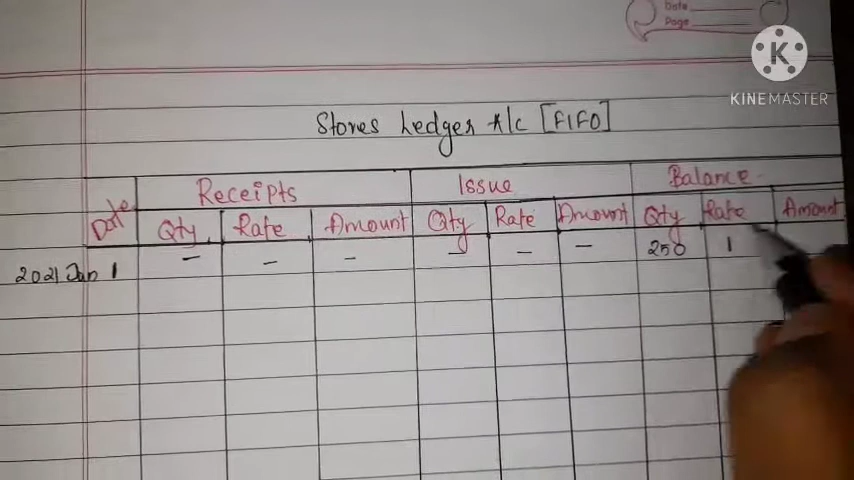 Date
Page
KINEMASTER
Stores Ledger A/c [FIFO]
Date Receipts Issue Balance
Qty Rate Amount Qty Rate Amount Qty Rate Amount
2021 Jan 1 - - - - - - 250 1